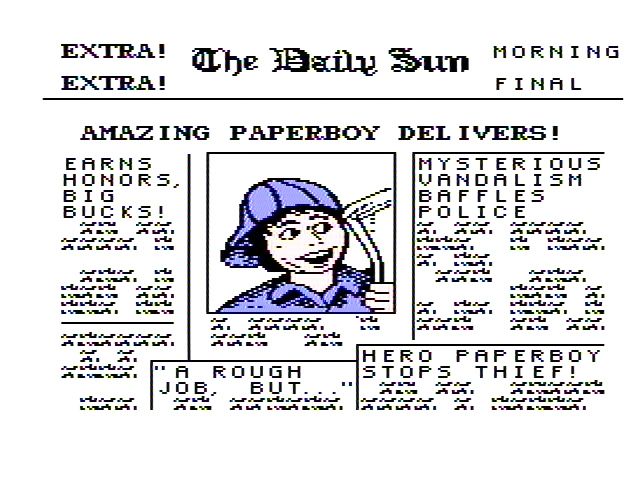 EXTRA!
EXTRA!
The Daily Sun
MORNING
FINAL
AMAZING PAPERBOY DELIVERS!
EARNS
HONORS,
BIG
BUCKS!
MYSTERIOUS
VANDALISM
BAFFLES
POLICE
"A ROUGH
JOB, BUT..."
HERO PAPERBOY
STOPS THIEF!